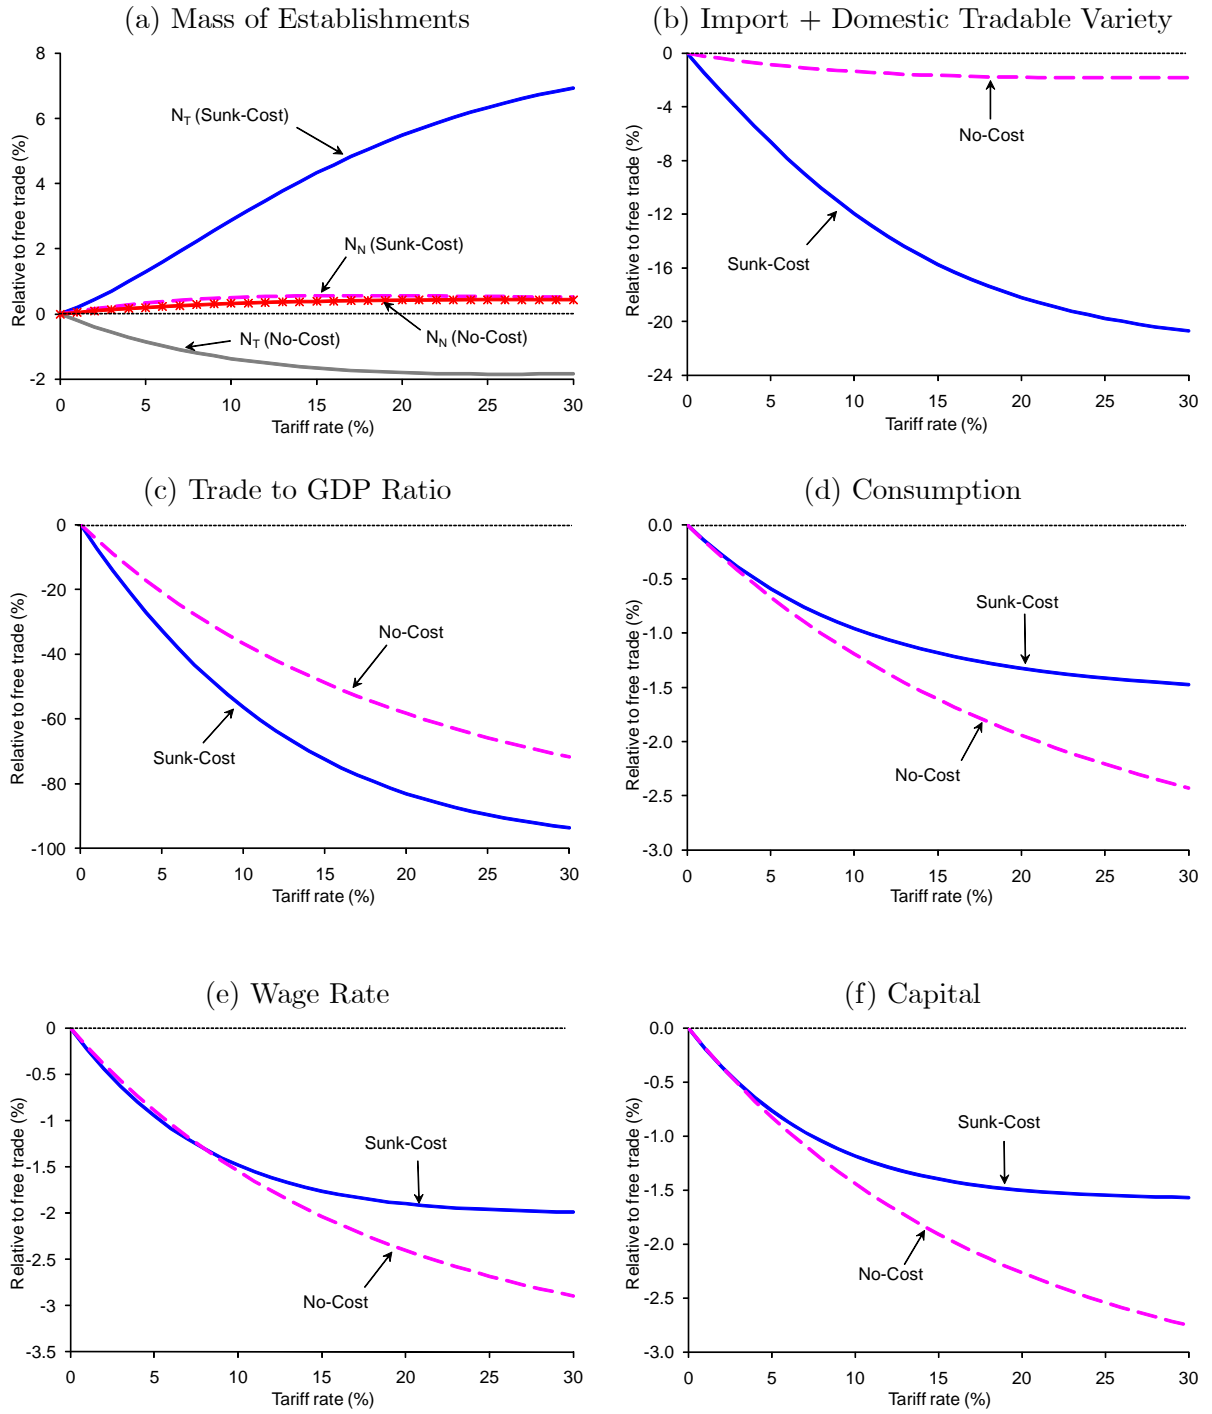 (a) Mass of Establishments
Relative to free trade (%)
8
6
4
2
0
-2
N_T (Sunk-Cost)
N_N (Sunk-Cost)
N_T (No-Cost)
N_N (No-Cost)
0 5 10 15 20 25 30
Tariff rate (%)
(b) Import + Domestic Tradable Variety
Relative to free trade (%)
0
-4
-8
-12
-16
-20
-24
No-Cost
Sunk-Cost
0 5 10 15 20 25 30
Tariff rate (%)
(c) Trade to GDP Ratio
Relative to free trade (%)
0
-20
-40
-60
-80
-100
No-Cost
Sunk-Cost
0 5 10 15 20 25 30
Tariff rate (%)
(d) Consumption
Relative to free trade (%)
0.0
-0.5
-1.0
-1.5
-2.0
-2.5
-3.0
Sunk-Cost
No-Cost
0 5 10 15 20 25 30
Tariff rate (%)
(e) Wage Rate
Relative to free trade (%)
0
-0.5
-1
-1.5
-2
-2.5
-3
-3.5
Sunk-Cost
No-Cost
0 5 10 15 20 25 30
Tariff rate (%)
(f) Capital
Relative to free trade (%)
0.0
-0.5
-1.0
-1.5
-2.0
-2.5
-3.0
Sunk-Cost
No-Cost
0 5 10 15 20 25 30
Tariff rate (%)